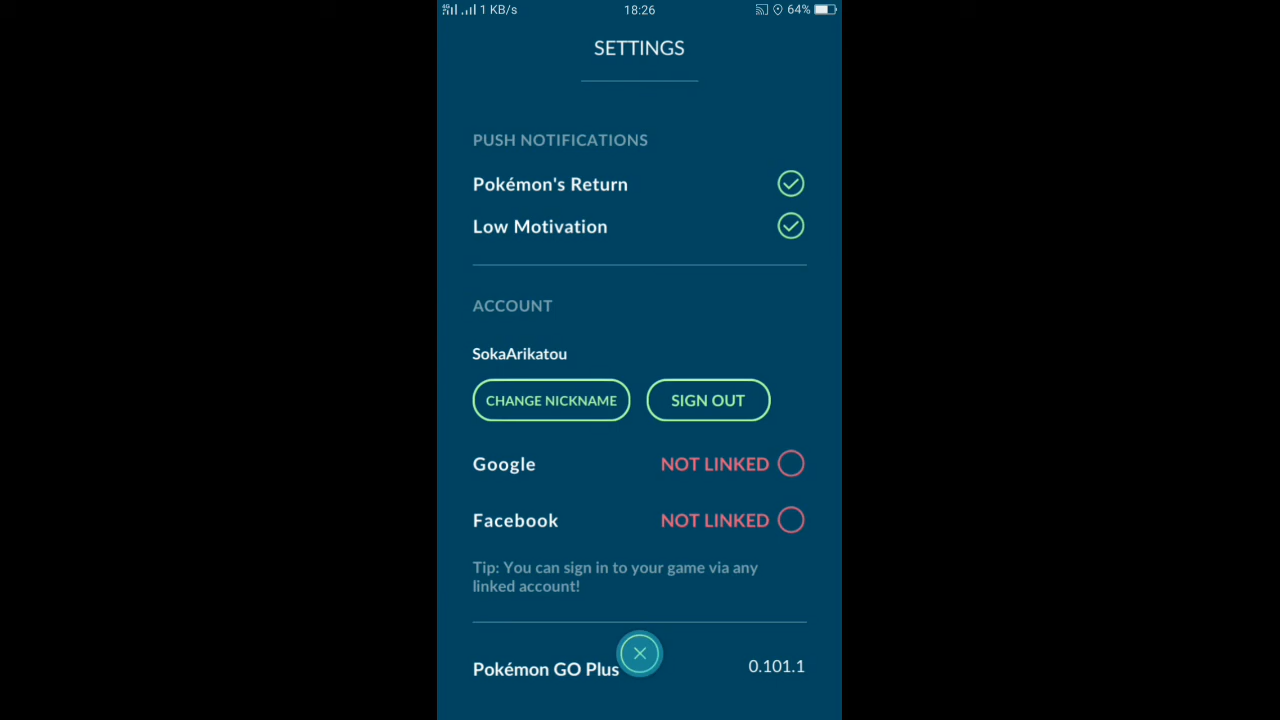 1 KB/s 18:26 64%
SETTINGS
PUSH NOTIFICATIONS
Pokémon's Return
Low Motivation
ACCOUNT
SokaArikatou
CHANGE NICKNAME SIGN OUT
Google NOT LINKED
Facebook NOT LINKED
Tip: You can sign in to your game via any
linked account!
Pokémon GO Plus 0.101.1